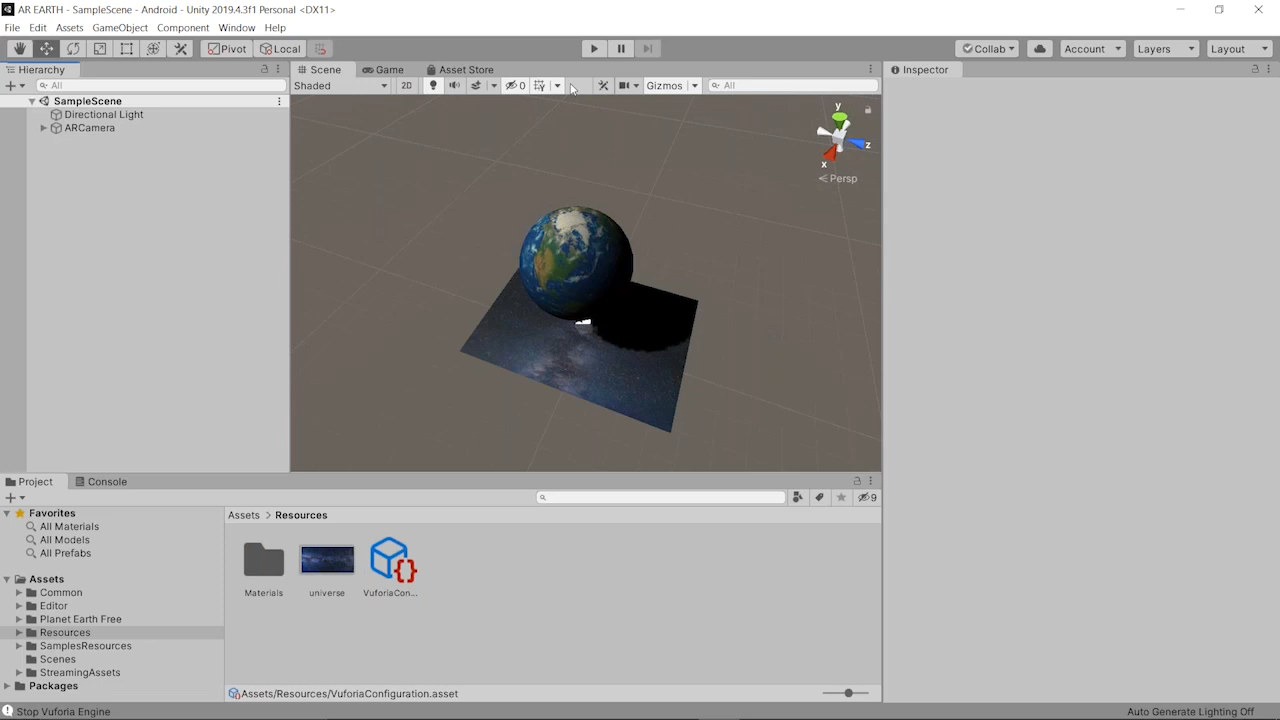 AR EARTH - SampleScene - Android - Unity 2019.4.3f1 Personal <DX11>
File Edit Assets GameObject Component Window Help
Pivot Local Collab Account Layers Layout
Hierarchy Scene Game Asset Store Inspector
All Shaded 2D 0 Gizmos All
SampleScene
Directional Light
ARCamera
y
z
x
Persp
Project Console
9
Favorites
All Materials
All Models
All Prefabs
Assets
Common
Editor
Planet Earth Free
Resources
SamplesResources
Scenes
StreamingAssets
Packages
Assets > Resources
Materials universe VuforiaCon...
Assets/Resources/VuforiaConfiguration.asset
Stop Vuforia Engine Auto Generate Lighting Off